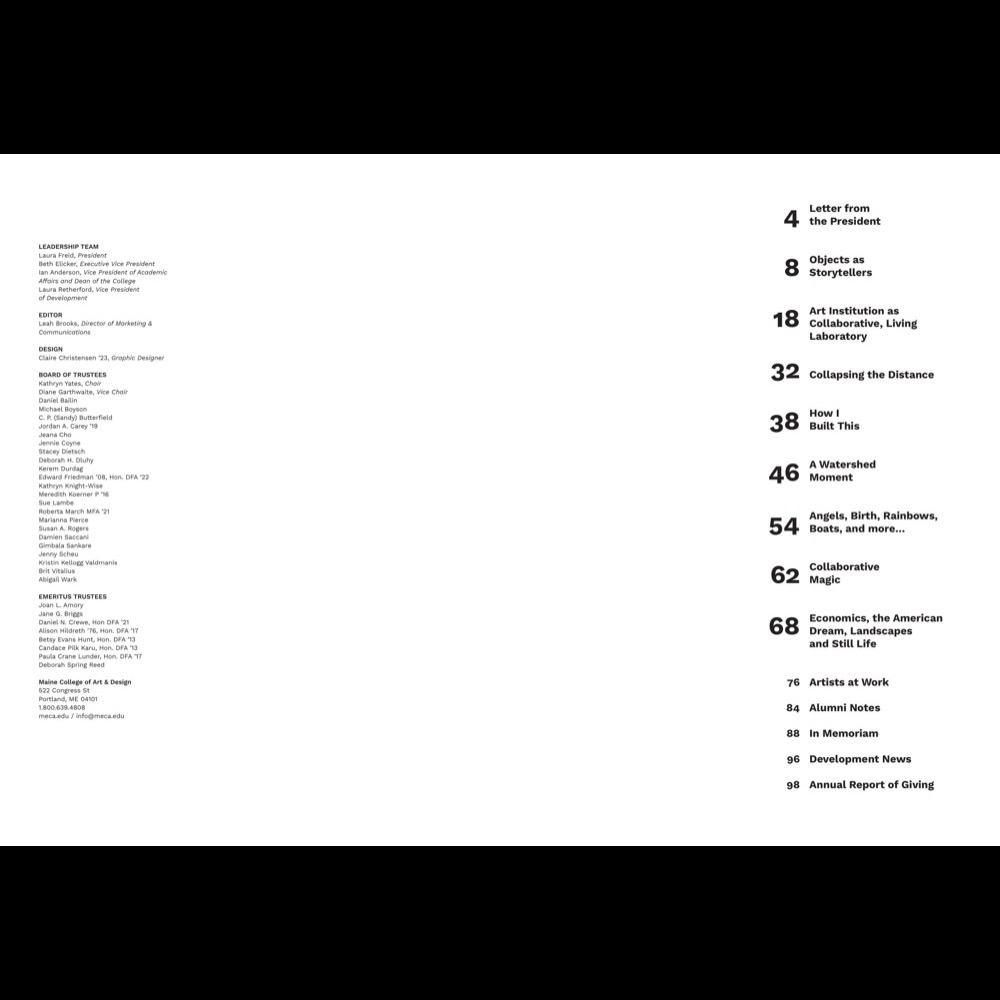 LEADERSHIP TEAM
Laura Freid, President
Beth Elicker, Executive Vice President
Ian Anderson, Vice President of Academic
Affairs and Dean of the College
Laura Retherford, Vice President
of Development
EDITOR
Leah Brooks, Director of Marketing &
Communications
DESIGN
Claire Christensen '23, Graphic Designer
BOARD OF TRUSTEES
Kathryn Yates, Chair
Diane Garthwaite, Vice Chair
Daniel Bailin
Michael Boyson
C. P. (Sandy) Butterfield
Jordan A. Carey '19
Jeana Cho
Jennie Coyne
Stacey Dietsch
Deborah H. Dluhy
Kerem Durdag
Edward Friedman '08, Hon. DFA '22
Kathryn Knight-Wise
Meredith Koerner P '16
Sue Lambe
Roberta March MFA '21
Marianna Pierce
Susan A. Rogers
Damien Saccani
Gimbala Sankare
Jenny Scheu
Kristin Kellogg Valdmanis
Brit Vitalius
Abigail Wark
EMERITUS TRUSTEES
Joan L. Amory
Jane G. Briggs
Daniel N. Crewe, Hon DFA '21
Alison Hildreth '76, Hon. DFA '17
Betsy Evans Hunt, Hon. DFA '13
Candace Pilk Karu, Hon. DFA '13
Paula Crane Lunder, Hon. DFA '17
Deborah Spring Reed
Maine College of Art & Design
522 Congress St
Portland, ME 04101
1.800.639.4808
meca.edu / info@meca.edu
4 Letter from
the President
8 Objects as
Storytellers
18 Art Institution as
Collaborative, Living
Laboratory
32 Collapsing the Distance
38 How I
Built This
46 A Watershed
Moment
54 Angels, Birth, Rainbows,
Boats, and more...
62 Collaborative
Magic
68 Economics, the American
Dream, Landscapes
and Still Life
76 Artists at Work
84 Alumni Notes
88 In Memoriam
96 Development News
98 Annual Report of Giving